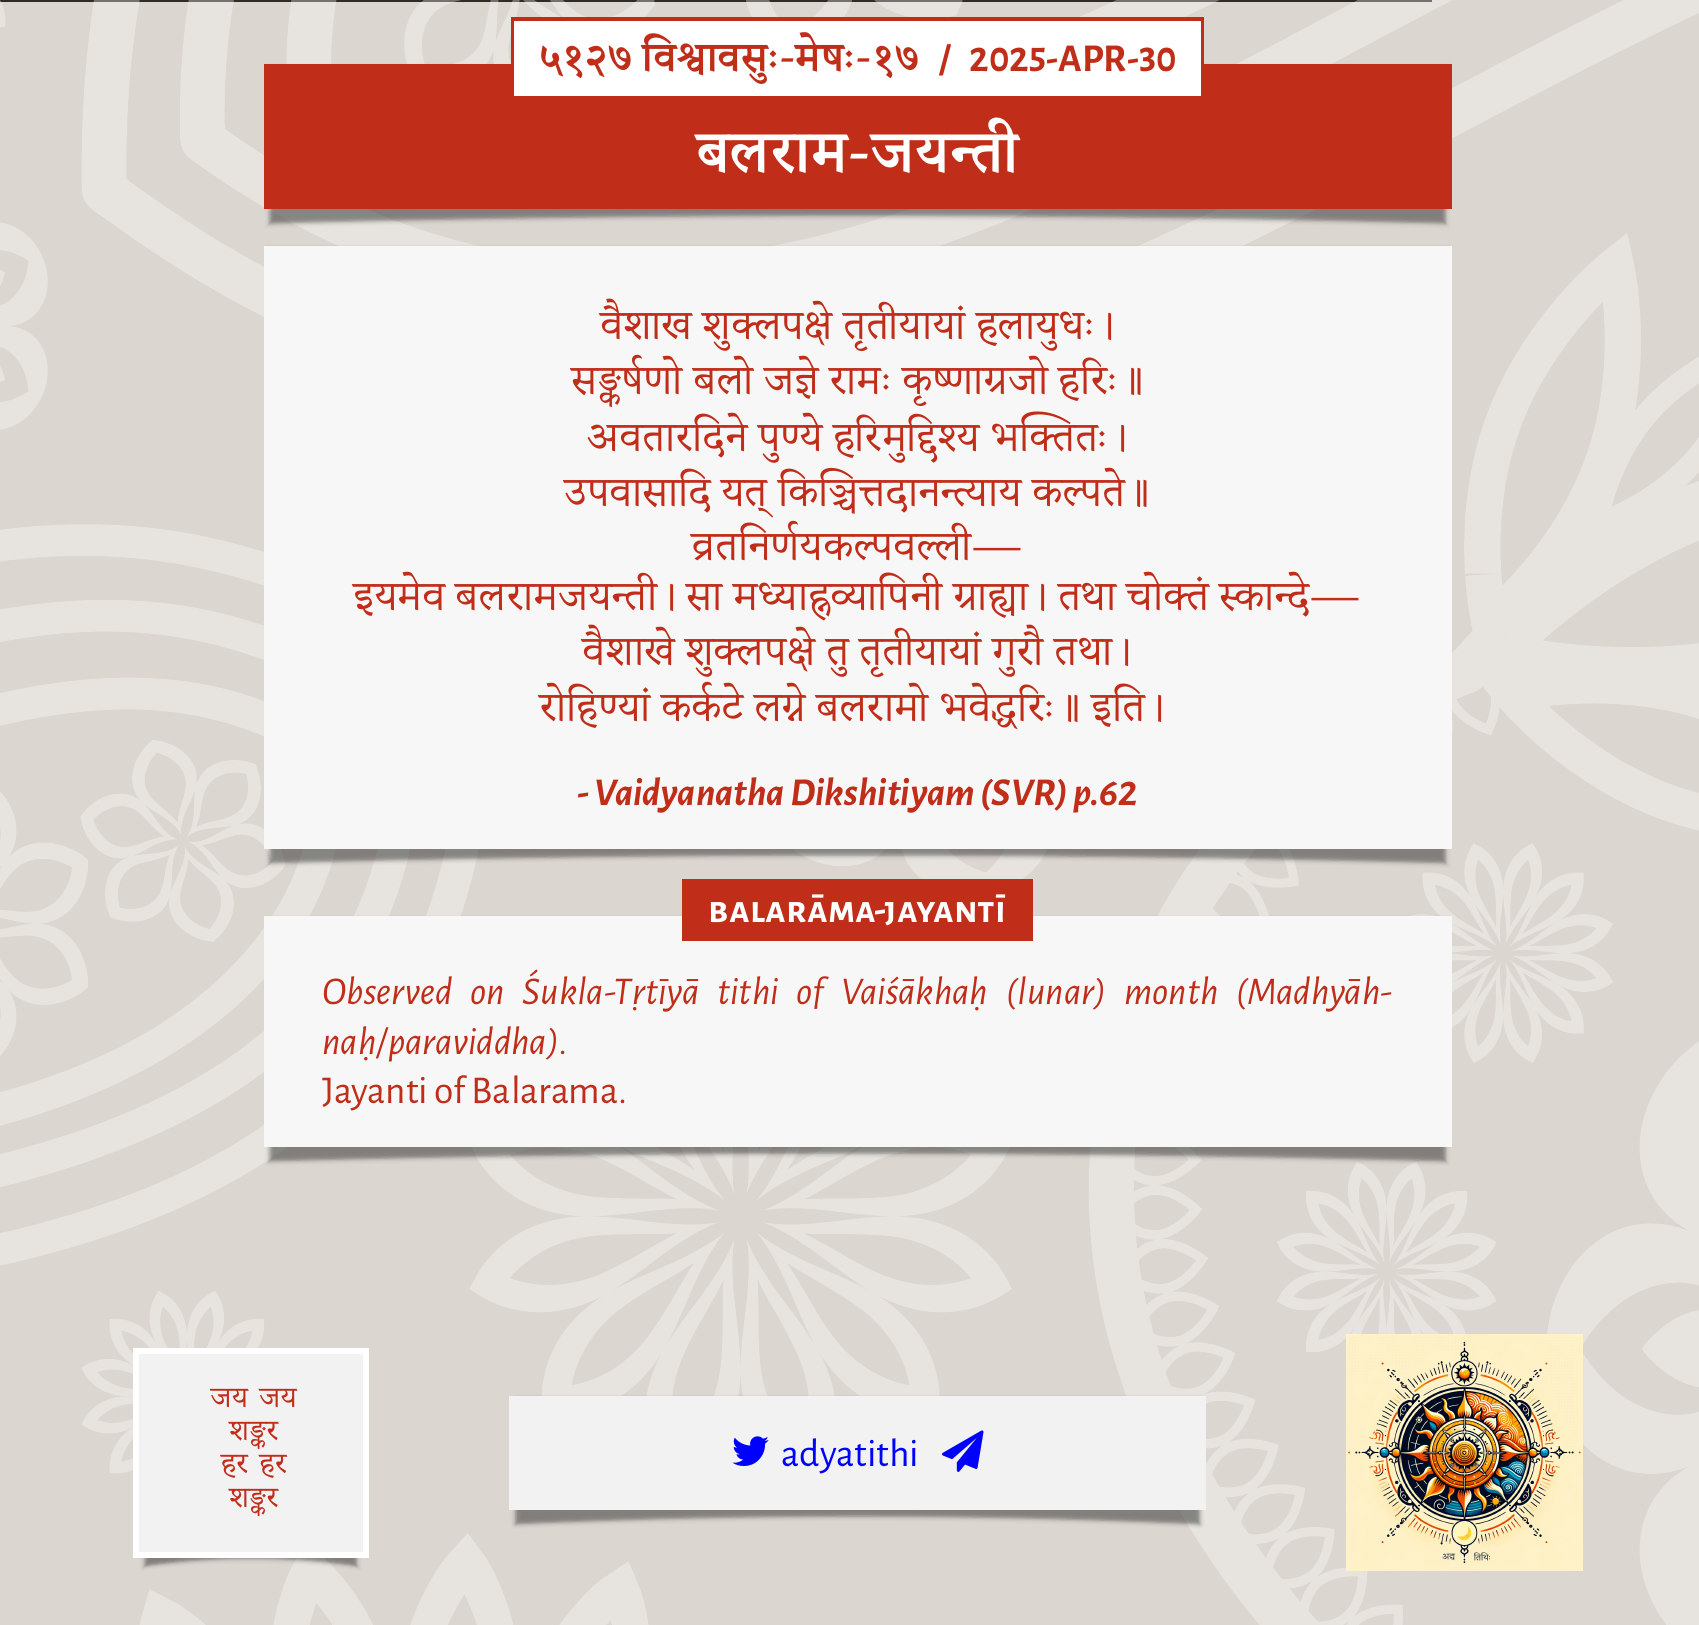 ५१२७ विश्वावसुः-मेषः-१७ / 2025-APR-30
बलराम-जयन्ती
वैशाख शुक्लपक्षे तृतीयायां हलायुधः ।
सङ्कर्षणो बलो जज्ञे रामः कृष्णाग्रजो हरिः ॥
अवतारदिने पुण्ये हरिमुद्दिश्य भक्तितः ।
उपवासादि यत् किञ्चित्तदानन्त्याय कल्पते ॥
व्रतनिर्णयकल्पवल्ली—
इयमेव बलरामजयन्ती । सा मध्याह्नव्यापिनी ग्राह्या । तथा चोक्तं स्कान्दे—
वैशाखे शुक्लपक्षे तु तृतीयायां गुरौ तथा ।
रोहिण्यां कर्कटे लग्ने बलरामो भवेद्धरिः ॥ इति ।
- Vaidyanatha Dikshitiyam (SVR) p.62
BALARĀMA-JAYANTĪ
Observed on Śukla-Tṛtīyā tithi of Vaiśākhaḥ (lunar) month (Madhyāh-
naḥ/paraviddha).
Jayanti of Balarama.
जय जय
शङ्कर
हर हर
शङ्कर
adyatithi
अद्य तिथिः